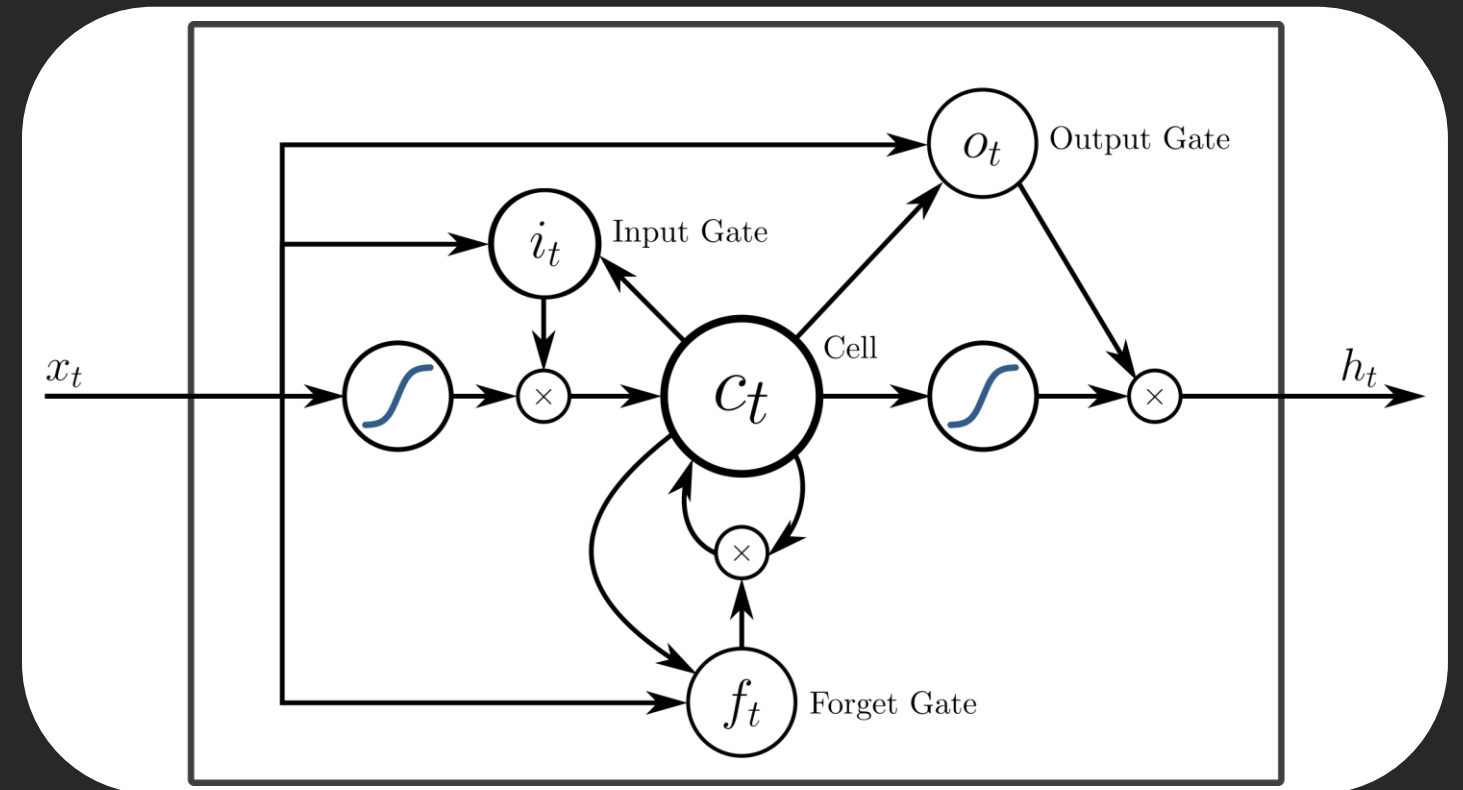 o_t Output Gate
i_t Input Gate
x_t
×
c_t
Cell
×
h_t
×
f_t Forget Gate